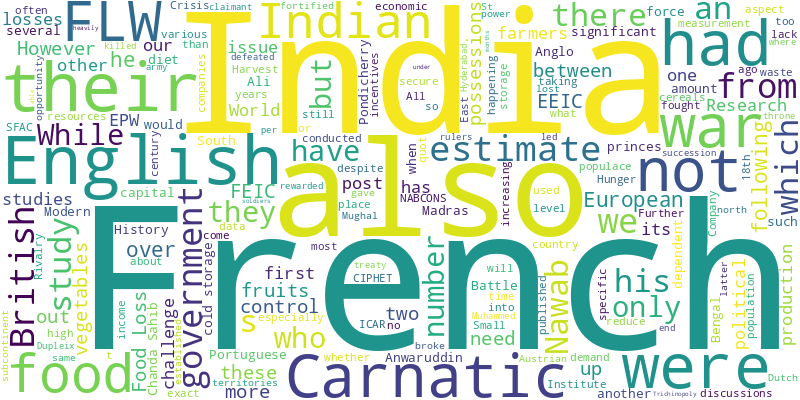 often Crisis claimant fortified economic St lack
losses FLW Indian there an power measurement too where
several killed various than issue farmers force significant aspect
However our India had one ago
other he diet but possessions Anglo from waste
their Harvest Ali Pondicherry incentives between happening taking cereals
opportunity companies defeated secure Hyderabad EEIC amount Research
resources EPW World years under East storage lost fought war
SFAC while would still All so what princes throne
English South per for conducted rulers led not which
century have despite quot estimate populace succession 18th
studies they FEIC post when has NABCONS rewarded gave used Hunger
capital also European Further
Modern data place Mughal Madras increasing level we its following
British study History over soldiers
Rivalry about come cold storage most country his dependent Company such north
subcontinent out vegetables government first treaty CIPHET number Battle will into specific only Bengal political production
income fruits control time published reduce latter population
high Food Loss challenge who especially two ICAR no Muhammed Small Nawab need end
Dupleix same Chanda Sahib established s broke
French
t Portuguese whether Anwaruddin Austrian demand up were Dutch
food exact more these territories Carnatic Institute another Trichinopoly discussions
heavily army months